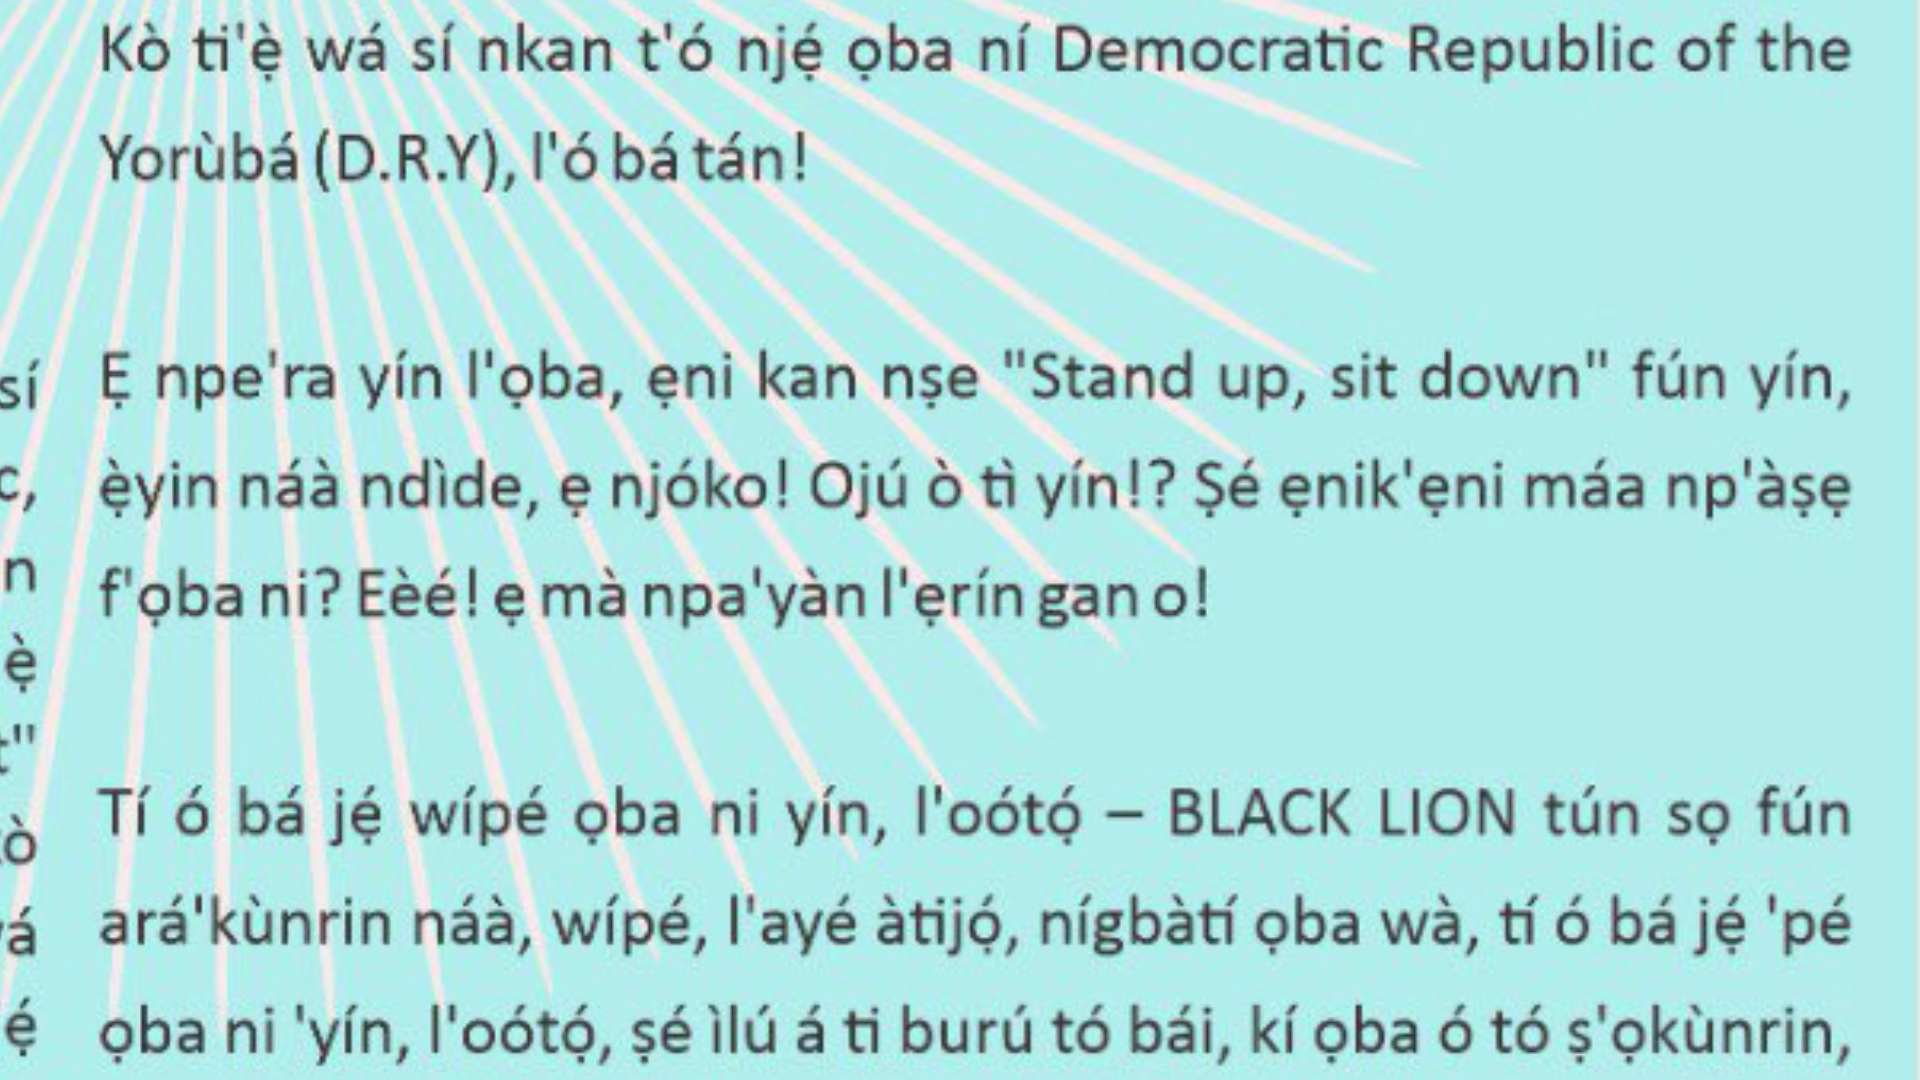 Kò ti'ẹ̀ wá sí nkan t'ó njẹ́ ọba ní Democratic Republic of the
Yorùbá (D.R.Y), l'ó bá tán!
Ẹ npe'ra yín l'ọba, ẹni kan nṣe "Stand up, sit down" fún yín,
ẹ̀yin náà ndìde, ẹ njóko! Ojú ò tì yín!? Ṣé ẹnik'ẹni máa np'àṣẹ
f'ọba ni? Eèé! ẹ mà npa'yàn l'ẹrín gan o!
Tí ó bá jẹ́ wípé ọba ni yín, l'oótọ́ – BLACK LION tún sọ fún
ará'kùnrin náà, wípé, l'ayé àtijọ́, nígbàtí ọba wà, tí ó bá jẹ́ 'pé
ọba ni 'yín, l'oótọ́, ṣé ìlú á ti burú tó bái, kí ọba ó tó ṣ'ọkùnrin,